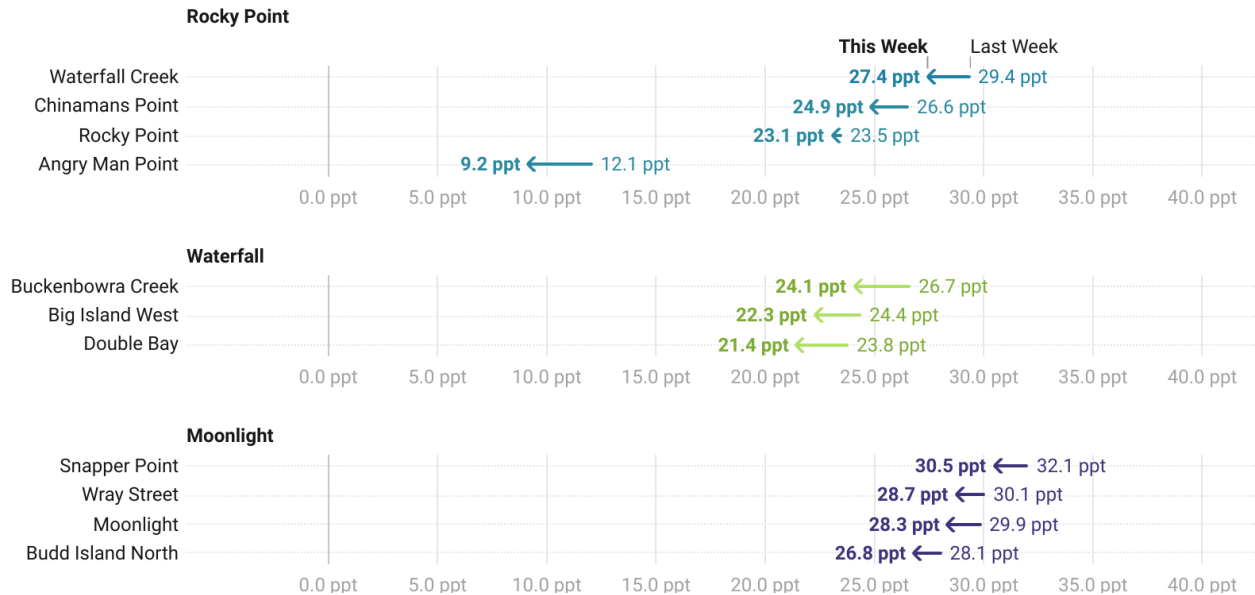 Rocky Point
This Week Last Week
Waterfall Creek 27.4 ppt 29.4 ppt
Chinamans Point 24.9 ppt 26.6 ppt
Rocky Point 23.1 ppt 23.5 ppt
Angry Man Point 9.2 ppt 12.1 ppt
0.0 ppt 5.0 ppt 10.0 ppt 15.0 ppt 20.0 ppt 25.0 ppt 30.0 ppt 35.0 ppt 40.0 ppt
Waterfall
Buckenbowra Creek 24.1 ppt 26.7 ppt
Big Island West 22.3 ppt 24.4 ppt
Double Bay 21.4 ppt 23.8 ppt
0.0 ppt 5.0 ppt 10.0 ppt 15.0 ppt 20.0 ppt 25.0 ppt 30.0 ppt 35.0 ppt 40.0 ppt
Moonlight
Snapper Point 30.5 ppt 32.1 ppt
Wray Street 28.7 ppt 30.1 ppt
Moonlight 28.3 ppt 29.9 ppt
Budd Island North 26.8 ppt 28.1 ppt
0.0 ppt 5.0 ppt 10.0 ppt 15.0 ppt 20.0 ppt 25.0 ppt 30.0 ppt 35.0 ppt 40.0 ppt